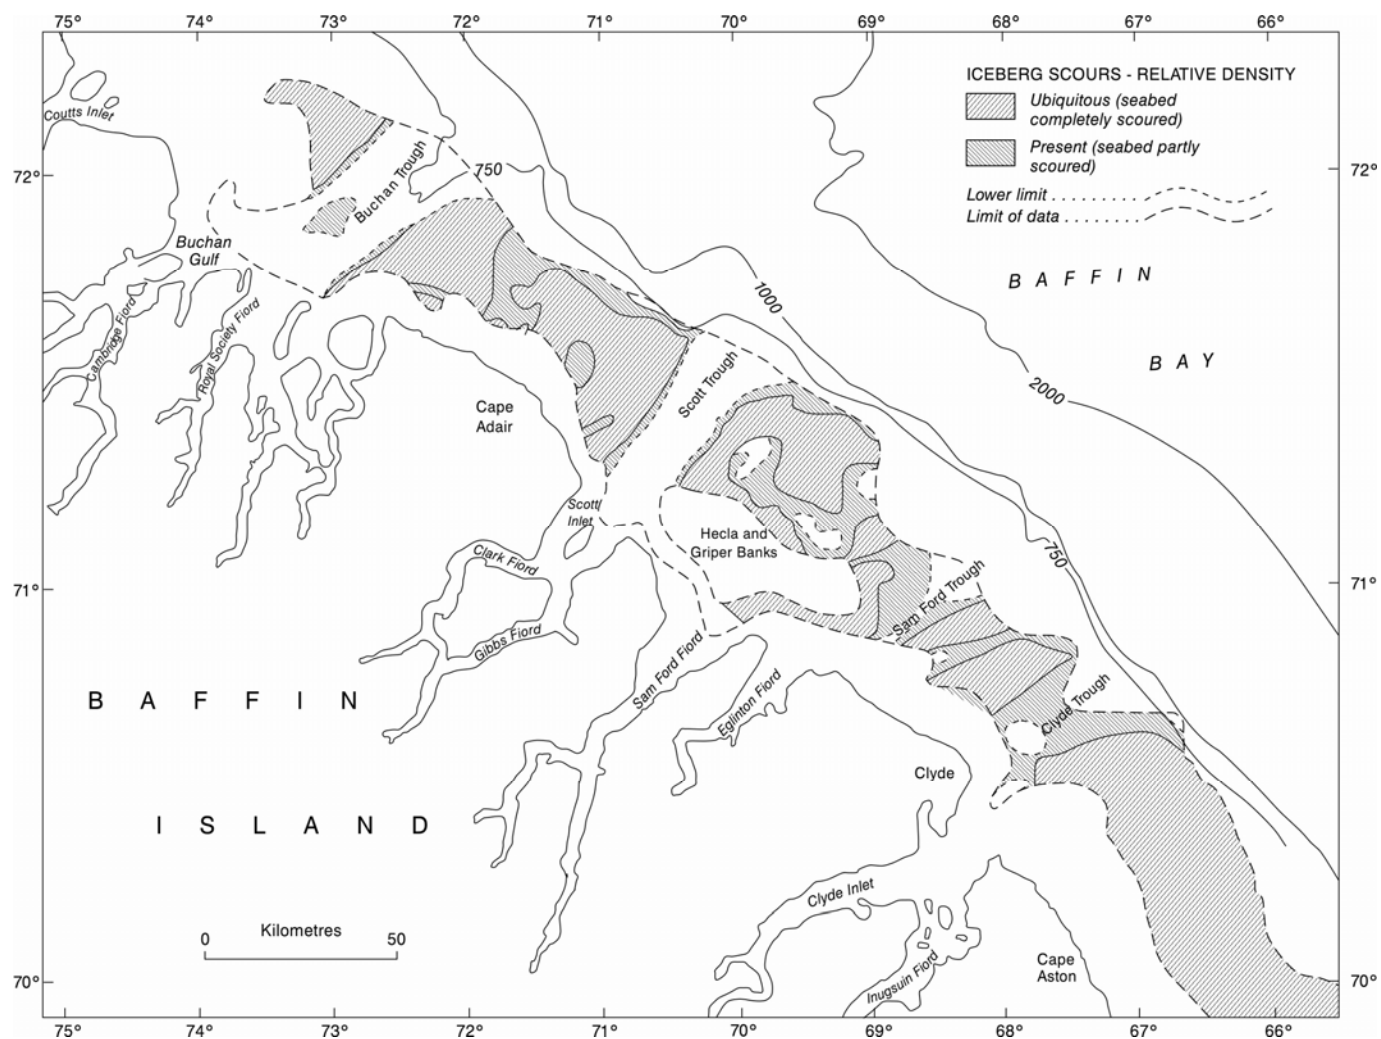 75° 74° 73° 72° 71° 70° 69° 68° 67° 66°
ICEBERG SCOURS - RELATIVE DENSITY
Ubiquitous (seabed
completely scoured)
Present (seabed partly
scoured)
Lower limit
Limit of data
Coutts Inlet
72°
72°
Buchan Trough
750
Buchan
Gulf
BAFFIN
BAY
1000
2000
Cambridge Fiord
Royal Society Fiord
Scott Trough
Cape
Adair
Scott
Inlet
Hecla and
Griper Banks
750
Clark Fiord
71°
71°
Sam Ford Trough
Gibbs Fiord
Sam Ford Fiord
Eglinton Fiord
Clyde Trough
BAFFIN
ISLAND
Clyde
Clyde Inlet
Kilometres
0 50
Cape
Aston
Inugsuin Fiord
70°
70°
75° 74° 73° 72° 71° 70° 69° 68° 67° 66°